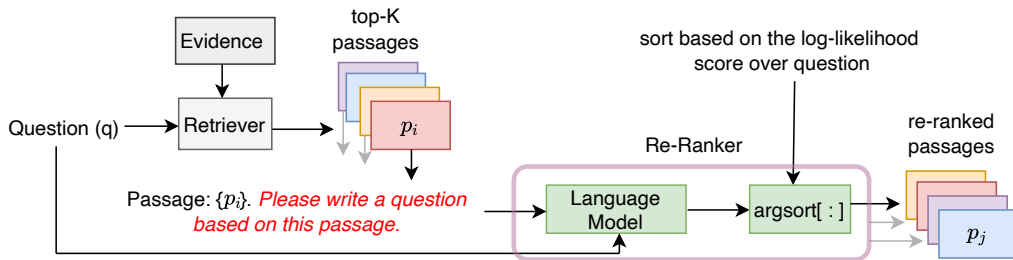 top-K
passages
Evidence
sort based on the log-likelihood
score over question
Question (q)
Retriever
p_i
Re-Ranker
re-ranked
passages
Passage: {p_i}. Please write a question
based on this passage.
Language
Model
argsort[ : ]
p_j